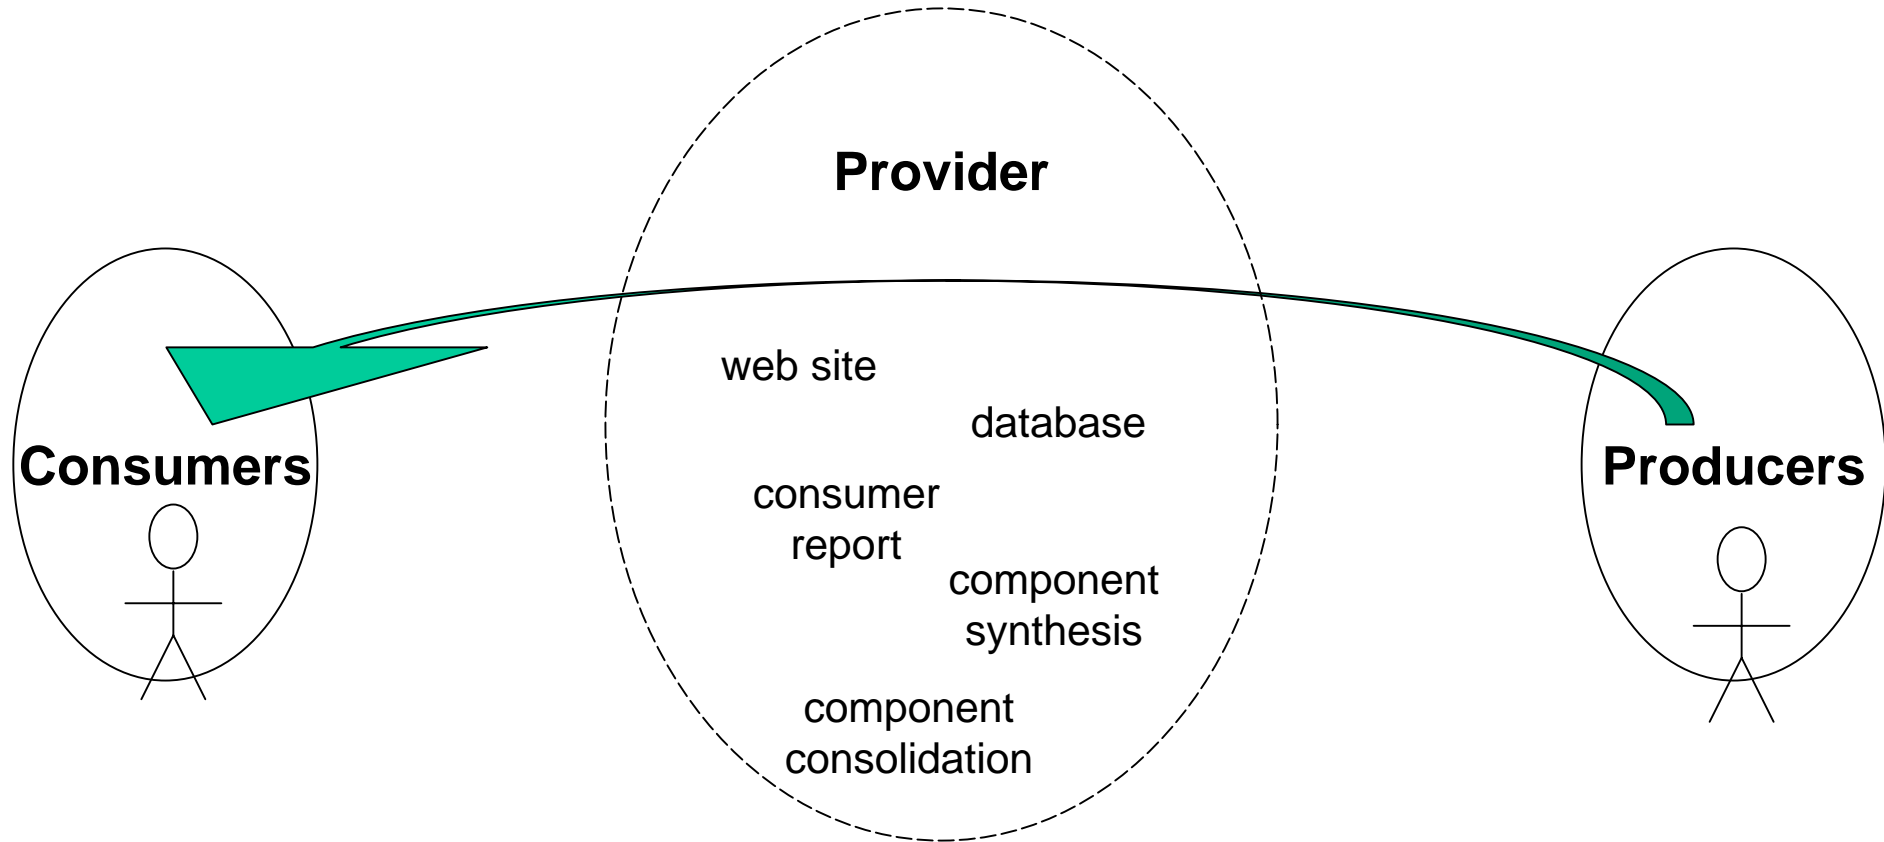 Provider
web site
database
Consumers
Producers
consumer
report
component
synthesis
component
consolidation